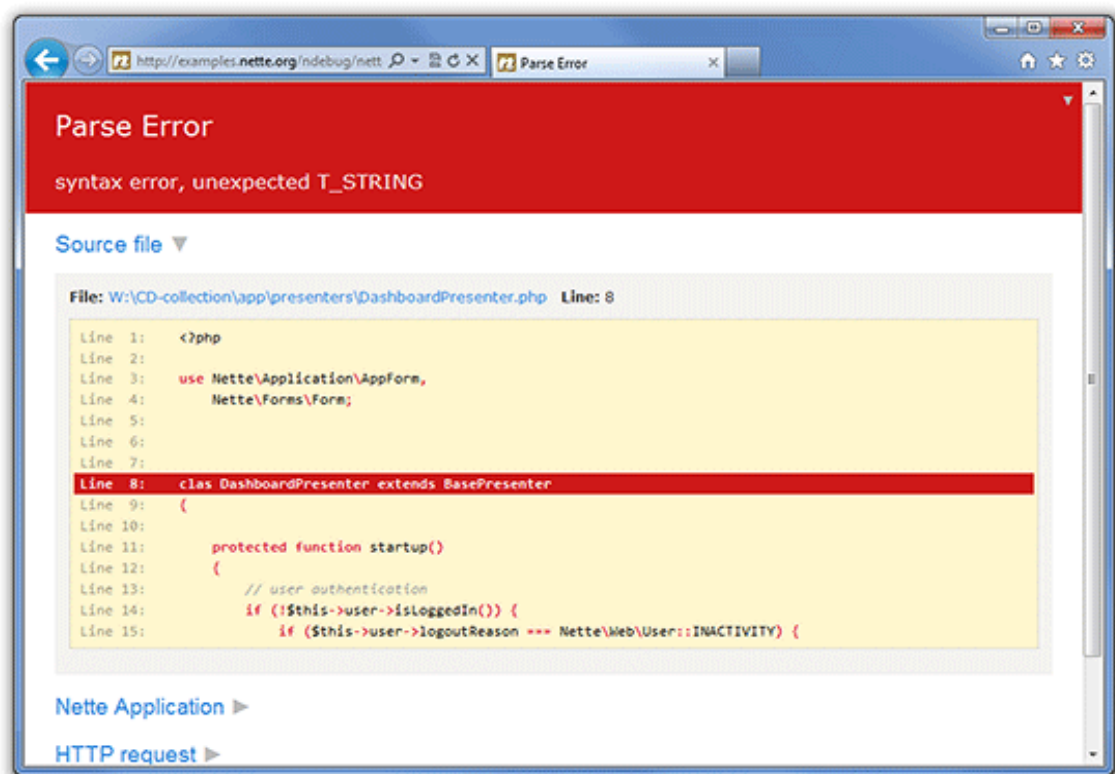 http://examples.nette.org/ndebug/nett
Parse Error
Parse Error
syntax error, unexpected T_STRING
Source file
File: W:\CD-collection\app\presenters\DashboardPresenter.php Line: 8
Line 1: <?php
Line 2:
Line 3: use Nette\Application\AppForm,
Line 4: Nette\Forms\Form;
Line 5:
Line 6:
Line 7:
Line 8: clas DashboardPresenter extends BasePresenter
Line 9: {
Line 10:
Line 11: protected function startup()
Line 12: {
Line 13: // user authentication
Line 14: if (!$this->user->isLoggedIn()) {
Line 15: if ($this->user->logoutReason === Nette\Web\User::INACTIVITY) {
Nette Application
HTTP request